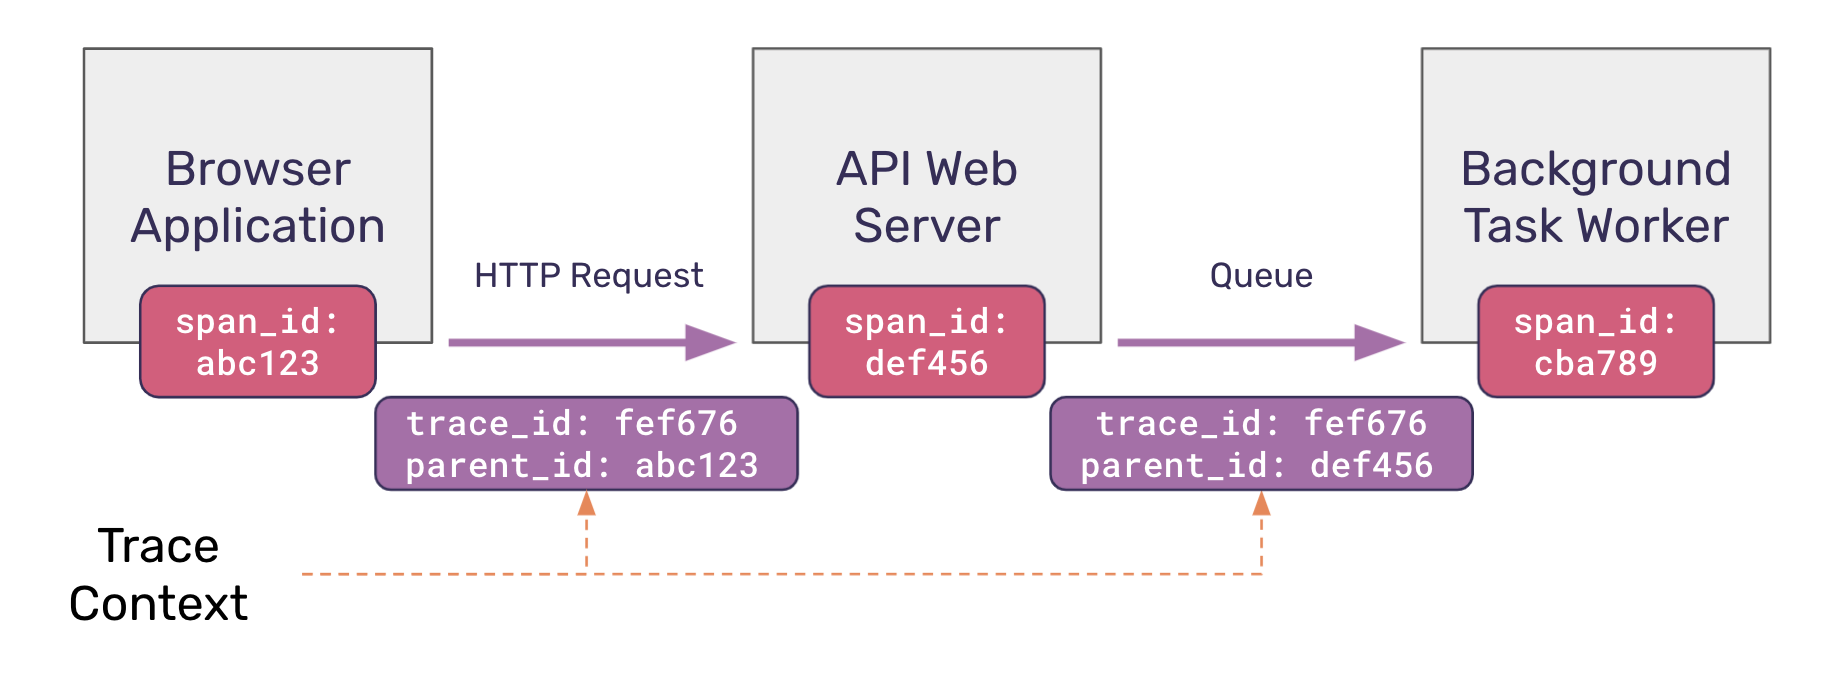 Browser
Application
API Web
Server
Background
Task Worker
HTTP Request
Queue
span_id:
abc123
span_id:
def456
span_id:
cba789
trace_id: fef676
parent_id: abc123
trace_id: fef676
parent_id: def456
Trace
Context